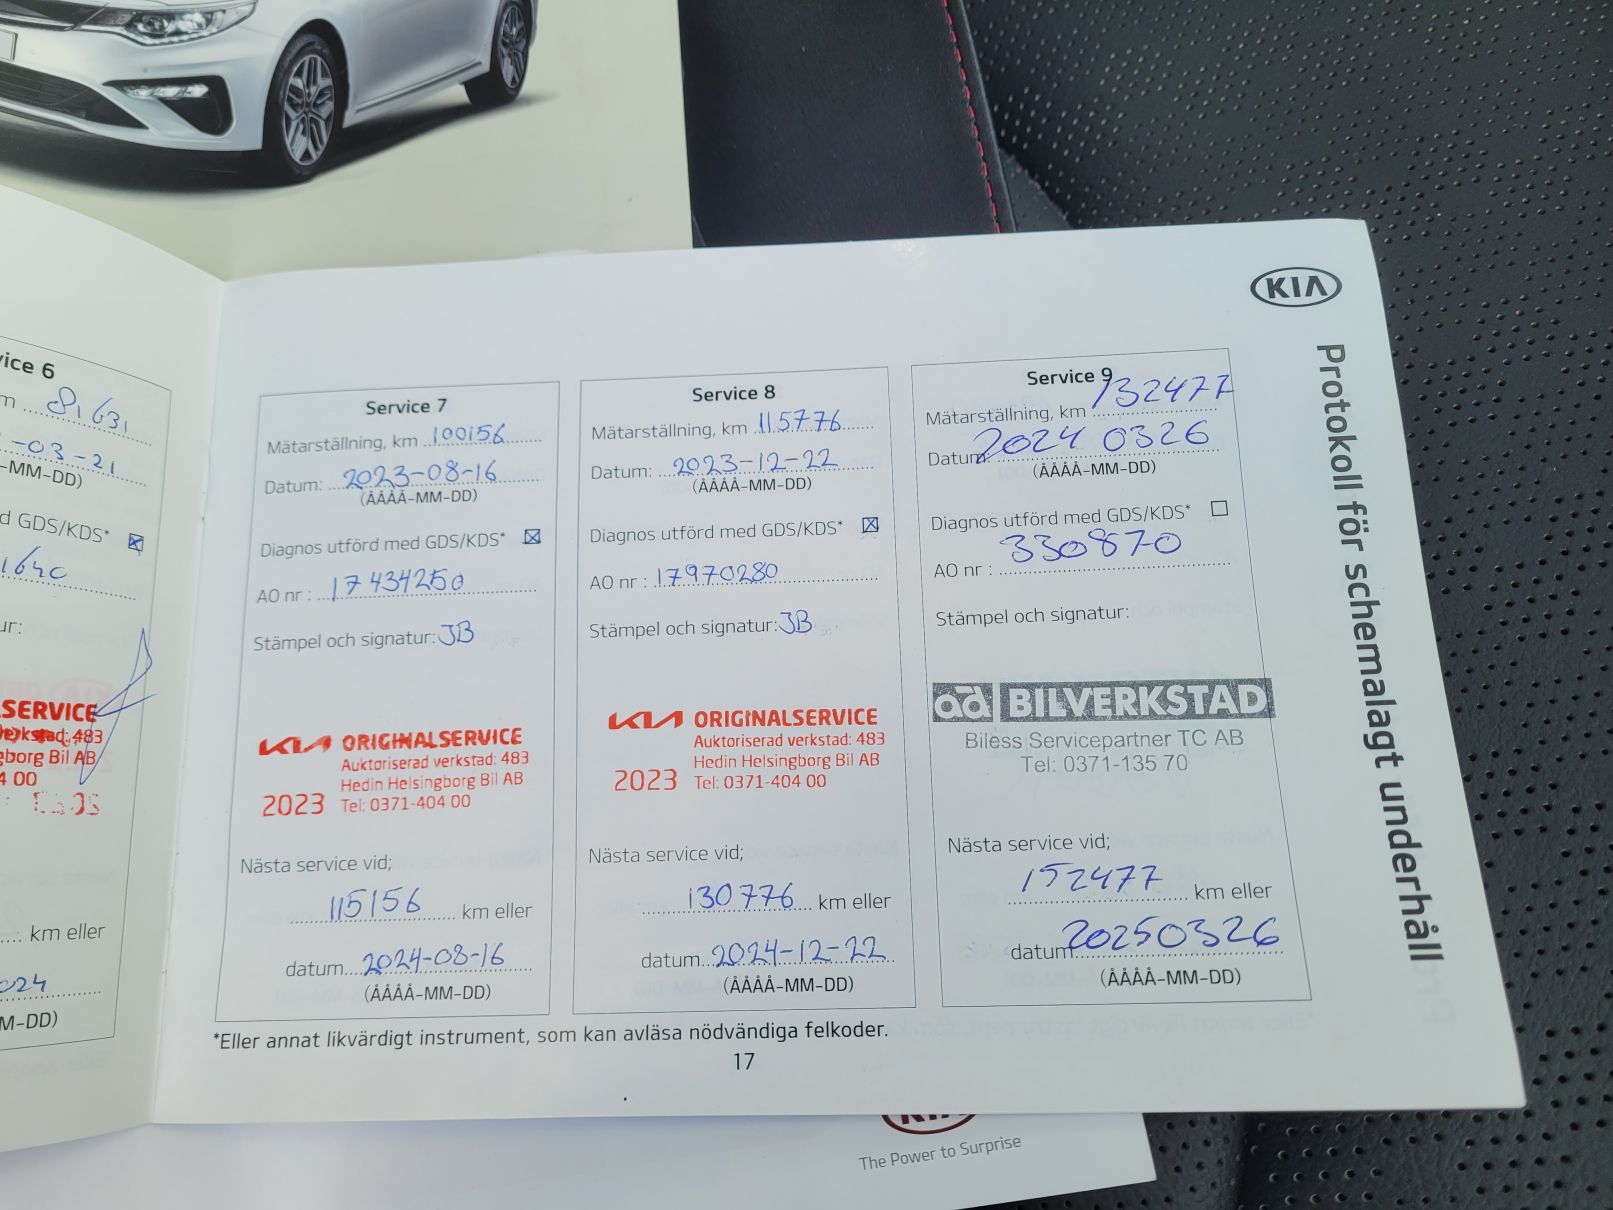 vice 6
m 81631
-03-21
-MM-DD)
d GDS/KDS*
1640
ur:
LSERVICE
verkstad: 483
gborg Bil AB
4 00
km eller
024
M-DD)
Service 7
Mätarställning, km 100156
Datum: 2023-08-16
(ÅÅÅÅ-MM-DD)
Diagnos utförd med GDS/KDS* ☒
AO nr : 17434250
Stämpel och signatur: JB
KIA ORIGINALSERVICE
Auktoriserad verkstad: 483
Hedin Helsingborg Bil AB
2023 Tel: 0371-404 00
Nästa service vid;
115156 km eller
datum 2024-08-16
(ÅÅÅÅ-MM-DD)
Service 8
Mätarställning, km 115776
Datum: 2023-12-22
(ÅÅÅÅ-MM-DD)
Diagnos utförd med GDS/KDS* ☒
AO nr : 17970280
Stämpel och signatur: JB
KIA ORIGINALSERVICE
Auktoriserad verkstad: 483
Hedin Helsingborg Bil AB
2023 Tel: 0371-404 00
Nästa service vid;
130776 km eller
datum 2024-12-22
(ÅÅÅÅ-MM-DD)
Service 9
Mätarställning, km 132477
Datum 2024 0326
(ÅÅÅÅ-MM-DD)
Diagnos utförd med GDS/KDS* ☐
AO nr : 330870
Stämpel och signatur:
ad BILVERKSTAD
Biless Servicepartner TC AB
Tel: 0371-135 70
Nästa service vid;
152477 km eller
datum 20250326
(ÅÅÅÅ-MM-DD)
*Eller annat likvärdigt instrument, som kan avläsa nödvändiga felkoder.
17
KIA
Protokoll för schemalagt underhåll
KIA
The Power to Surprise